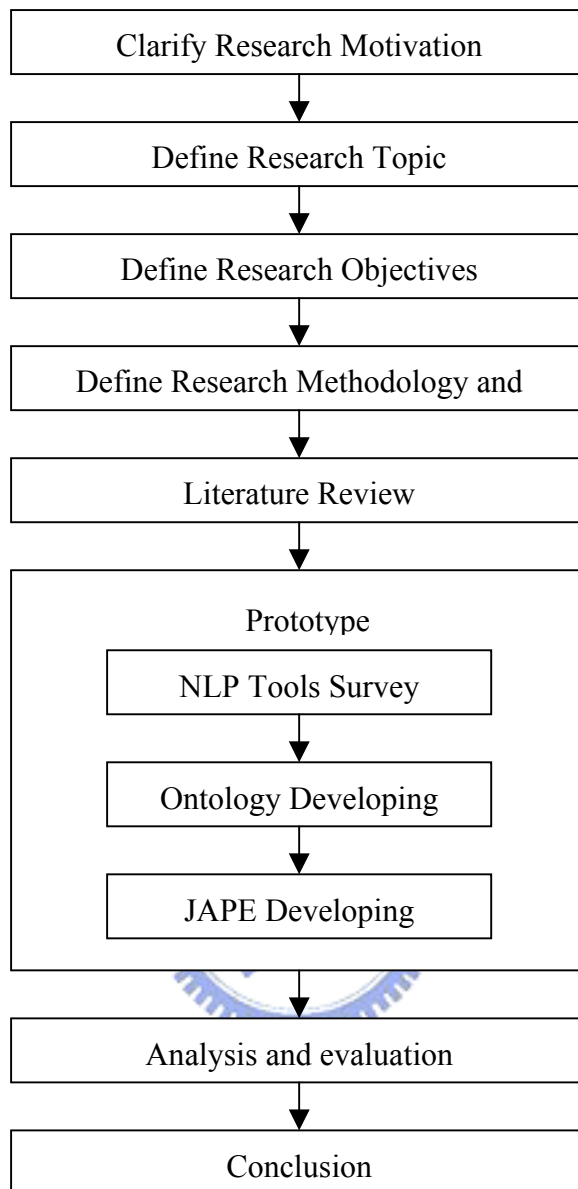 Clarify Research Motivation
Define Research Topic
Define Research Objectives
Define Research Methodology and
Literature Review
Prototype
NLP Tools Survey
Ontology Developing
JAPE Developing
Analysis and evaluation
Conclusion